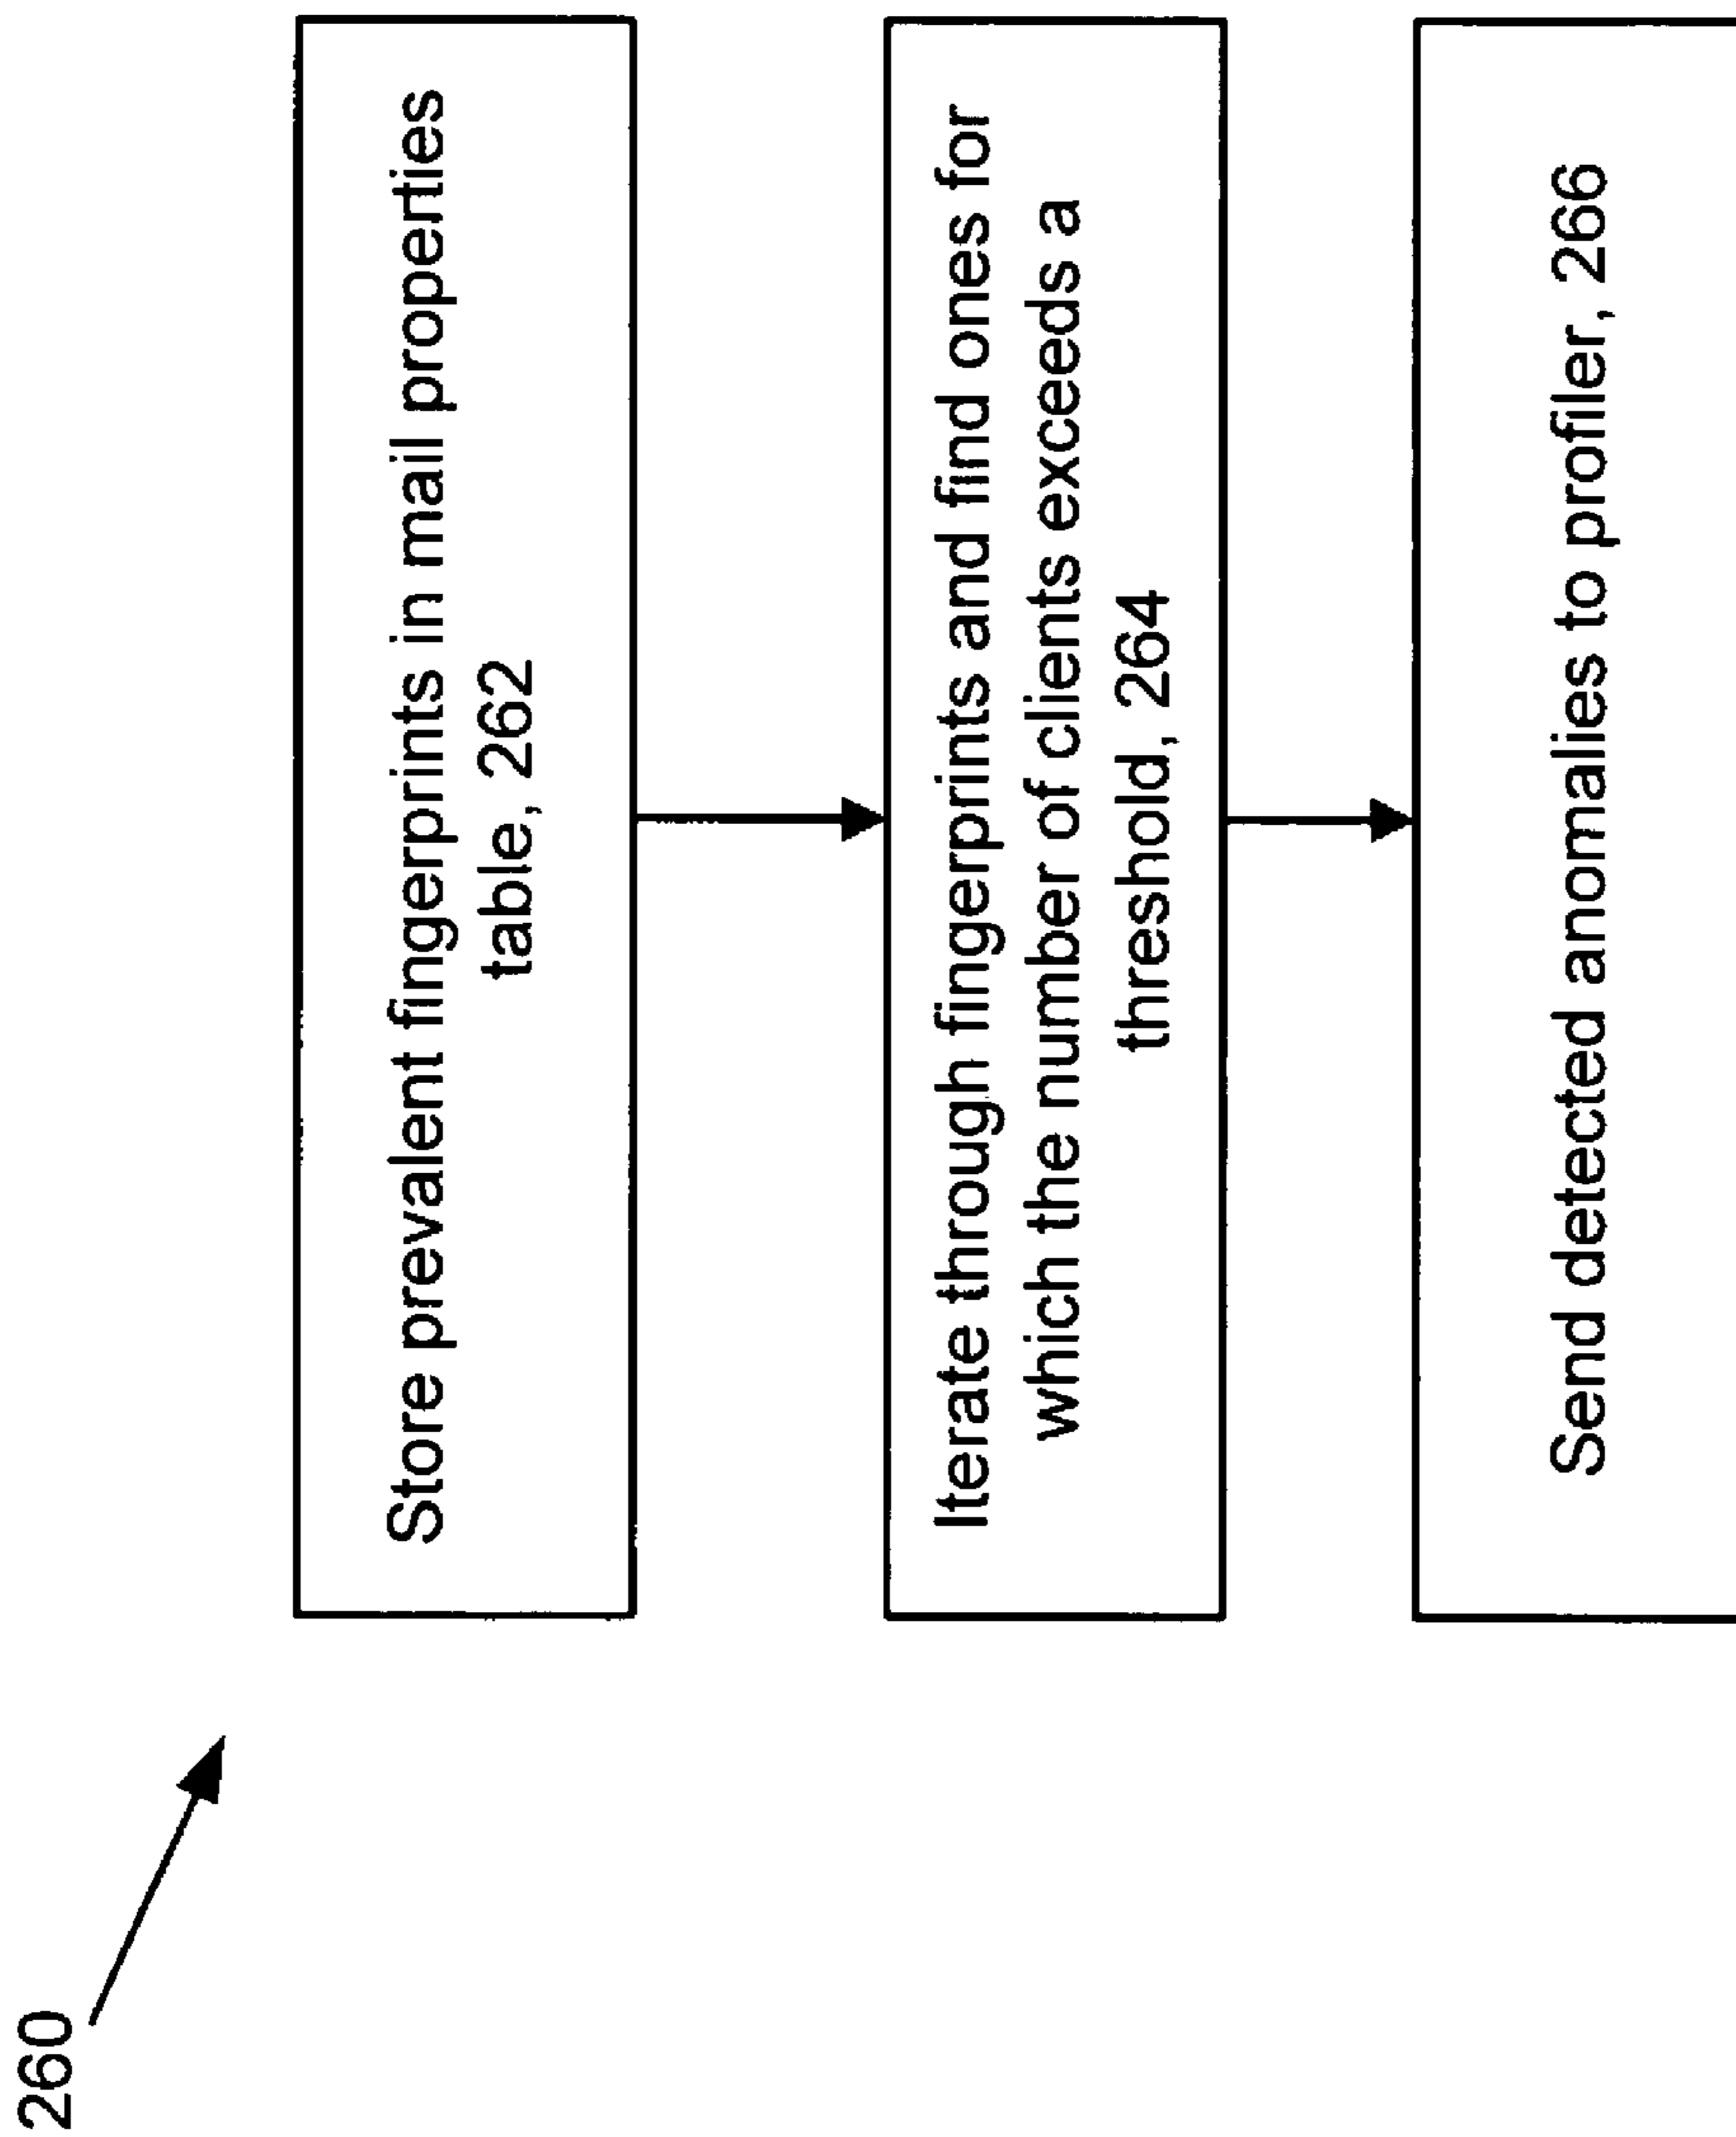 260
Store prevalent fingerprints in mail properties
table, 262
Iterate through fingerprints and find ones for
which the number of clients exceeds a
threshold, 264
Send detected anomalies to profiler, 266